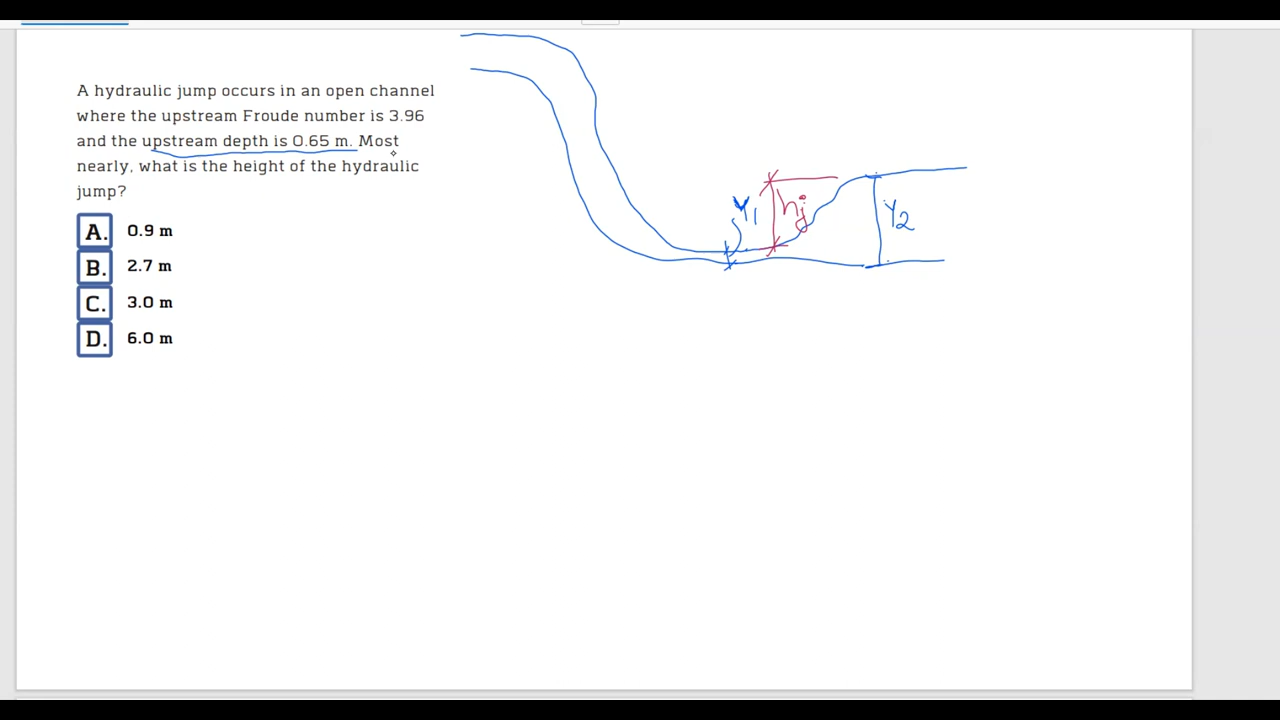 A hydraulic jump occurs in an open channel
where the upstream Froude number is 3.96
and the upstream depth is 0.65 m. Most
nearly, what is the height of the hydraulic
jump?
A. 0.9 m
B. 2.7 m
C. 3.0 m
D. 6.0 m
Y1
hj
Y2